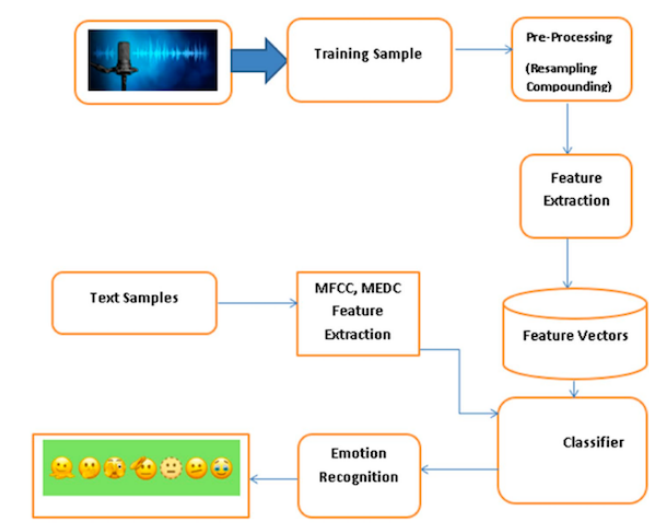 Training Sample
Pre-Processing
(Resampling
Compounding)
Feature
Extraction
Text Samples
MFCC, MEDC
Feature
Extraction
Feature Vectors
Classifier
Emotion
Recognition